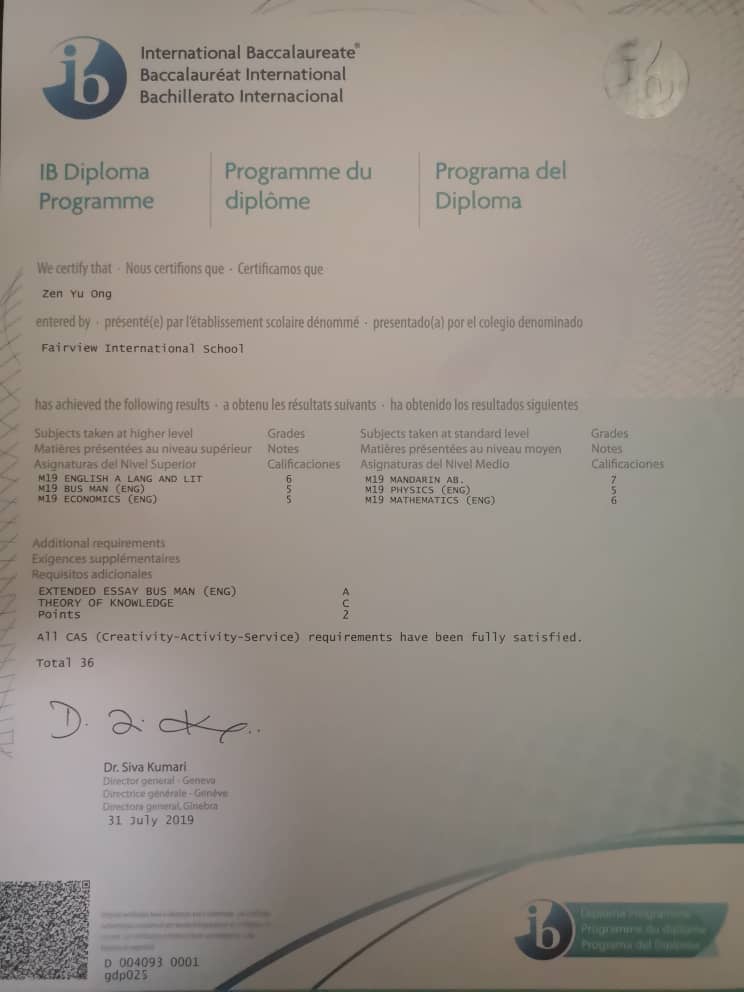 ib
International Baccalaureate®
Baccalauréat International
Bachillerato Internacional
ib
IB Diploma
Programme
Programme du
diplôme
Programa del
Diploma
We certify that · Nous certifions que · Certificamos que
Zen Yu Ong
entered by · présenté(e) par l'établissement scolaire dénommé · presentado(a) por el colegio denominado
Fairview International School
has achieved the following results · a obtenu les résultats suivants · ha obtenido los resultados siguientes
Subjects taken at higher level Grades Subjects taken at standard level Grades
Matières présentées au niveau supérieur Notes Matières présentées au niveau moyen Notes
Asignaturas del Nivel Superior Calificaciones Asignaturas del Nivel Medio Calificaciones
M19 ENGLISH A LANG AND LIT 6 M19 MANDARIN AB. 7
M19 BUS MAN (ENG) 5 M19 PHYSICS (ENG) 5
M19 ECONOMICS (ENG) 5 M19 MATHEMATICS (ENG) 6
Additional requirements
Exigences supplémentaires
Requisitos adicionales
EXTENDED ESSAY BUS MAN (ENG) A
THEORY OF KNOWLEDGE C
Points 2
All CAS (Creativity-Activity-Service) requirements have been fully satisfied.
Total 36
Dr. Siva Kumari
Director general - Geneva
Directrice générale - Genève
Directora general, Ginebra
31 July 2019
D 004093 0001
gdp025
ib
Diploma Programme
Programme du diplôme
Programa del Diploma